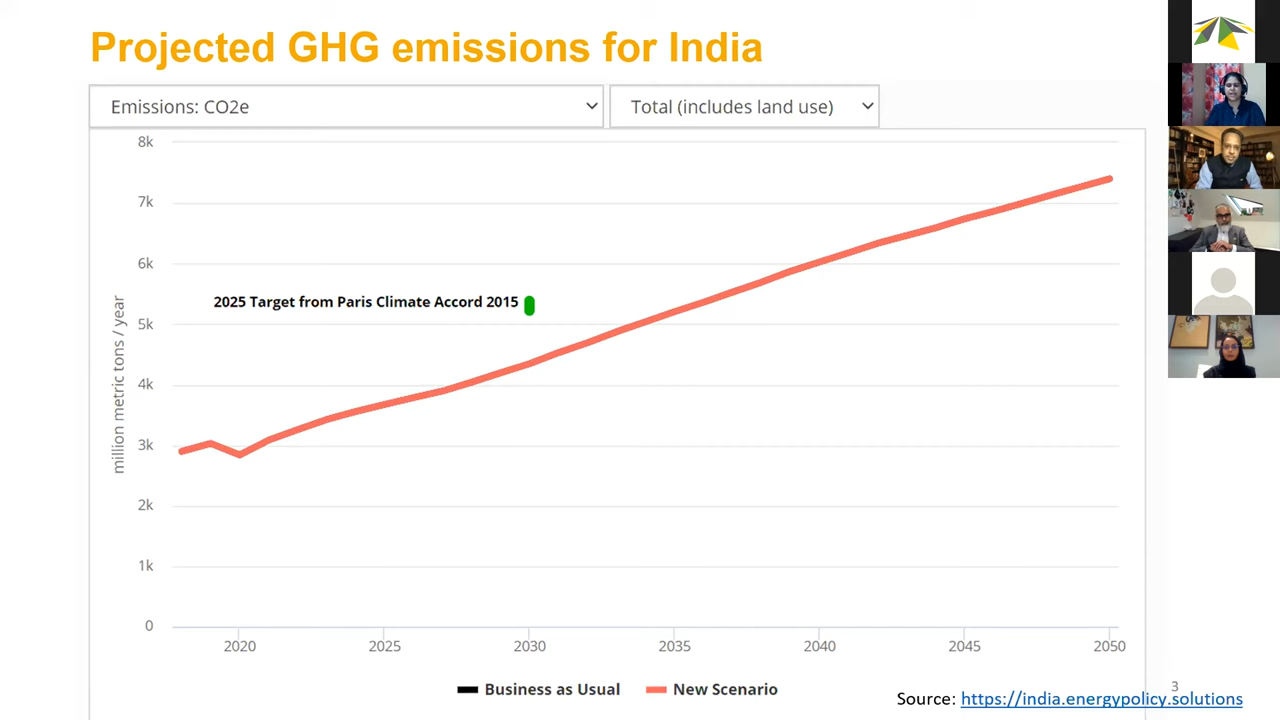 Projected GHG emissions for India
Emissions: CO2e
Total (includes land use)
8k
7k
6k
5k
4k
3k
2k
1k
0
million metric tons / year
2025 Target from Paris Climate Accord 2015
2020
2025
2030
2035
2040
2045
2050
Business as Usual
New Scenario
3
Source: https://india.energypolicy.solutions